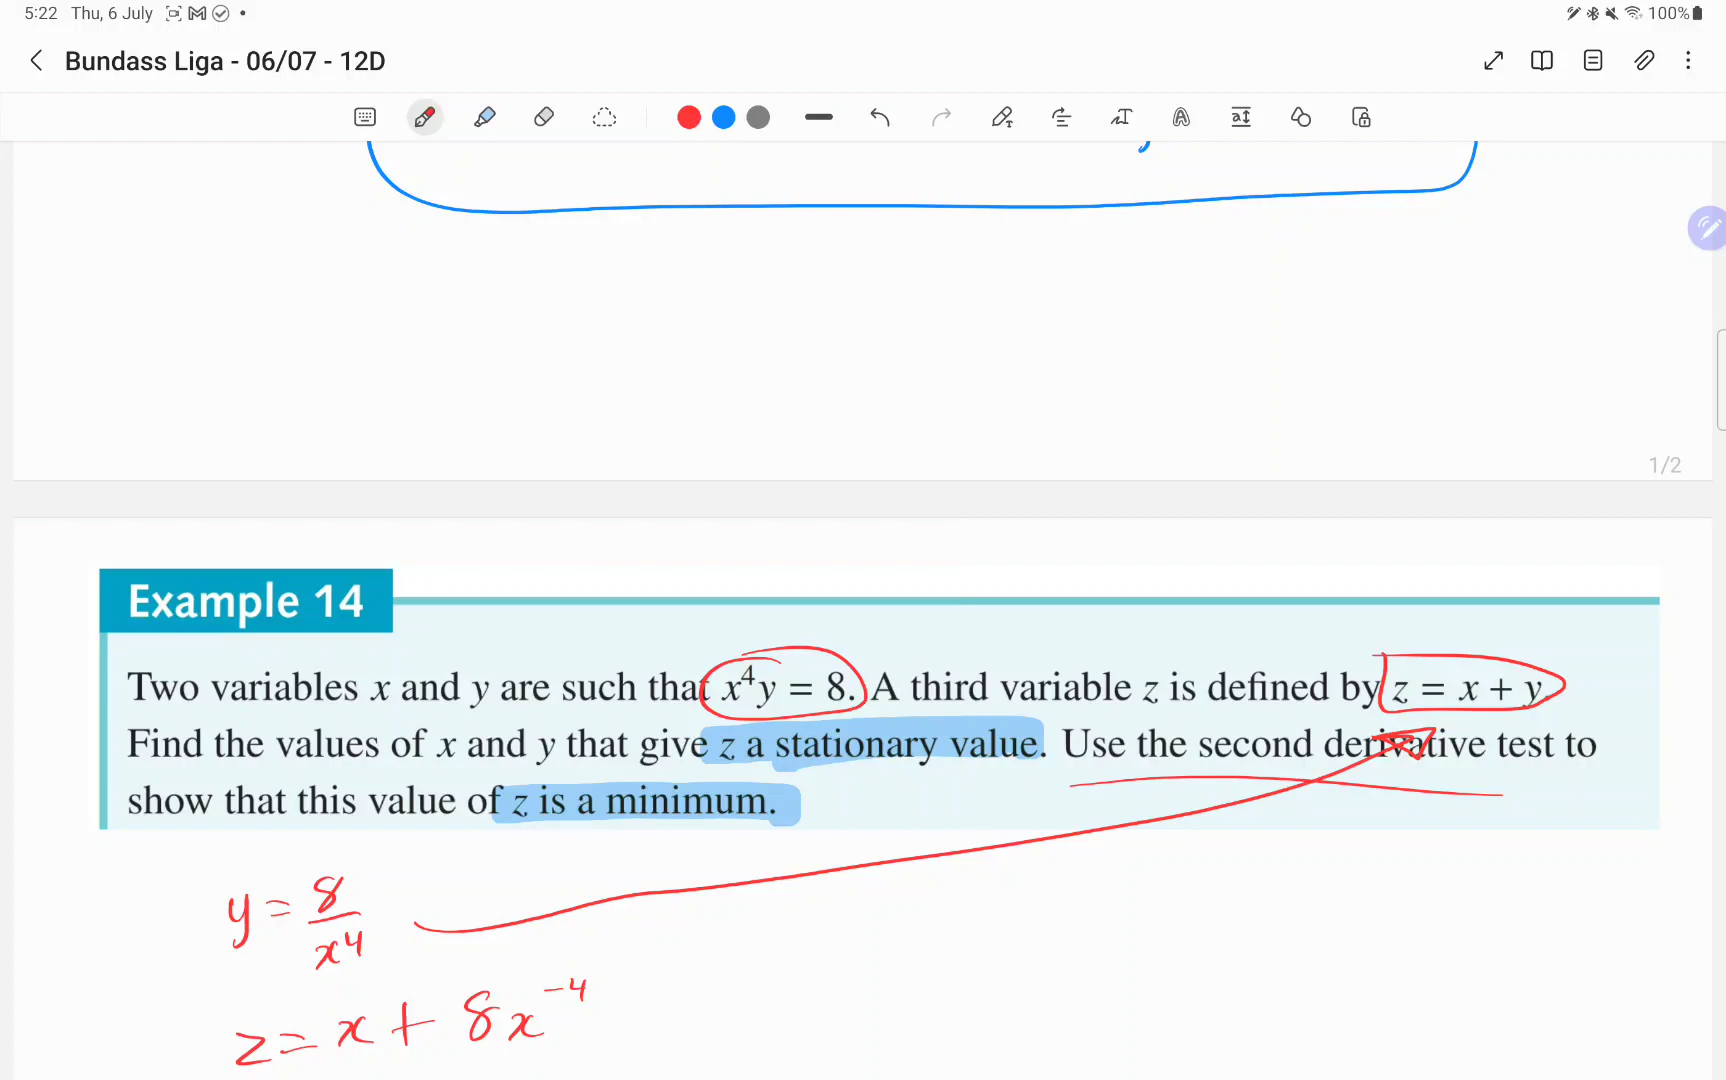 5:22 Thu, 6 July 100%
Bundass Liga - 06/07 - 12D
1/2
Example 14
Two variables x and y are such that x⁴y = 8. A third variable z is defined by z = x + y.
Find the values of x and y that give z a stationary value. Use the second derivative test to
show that this value of z is a minimum.
y = 8/x⁴
z = x + 8x⁻⁴